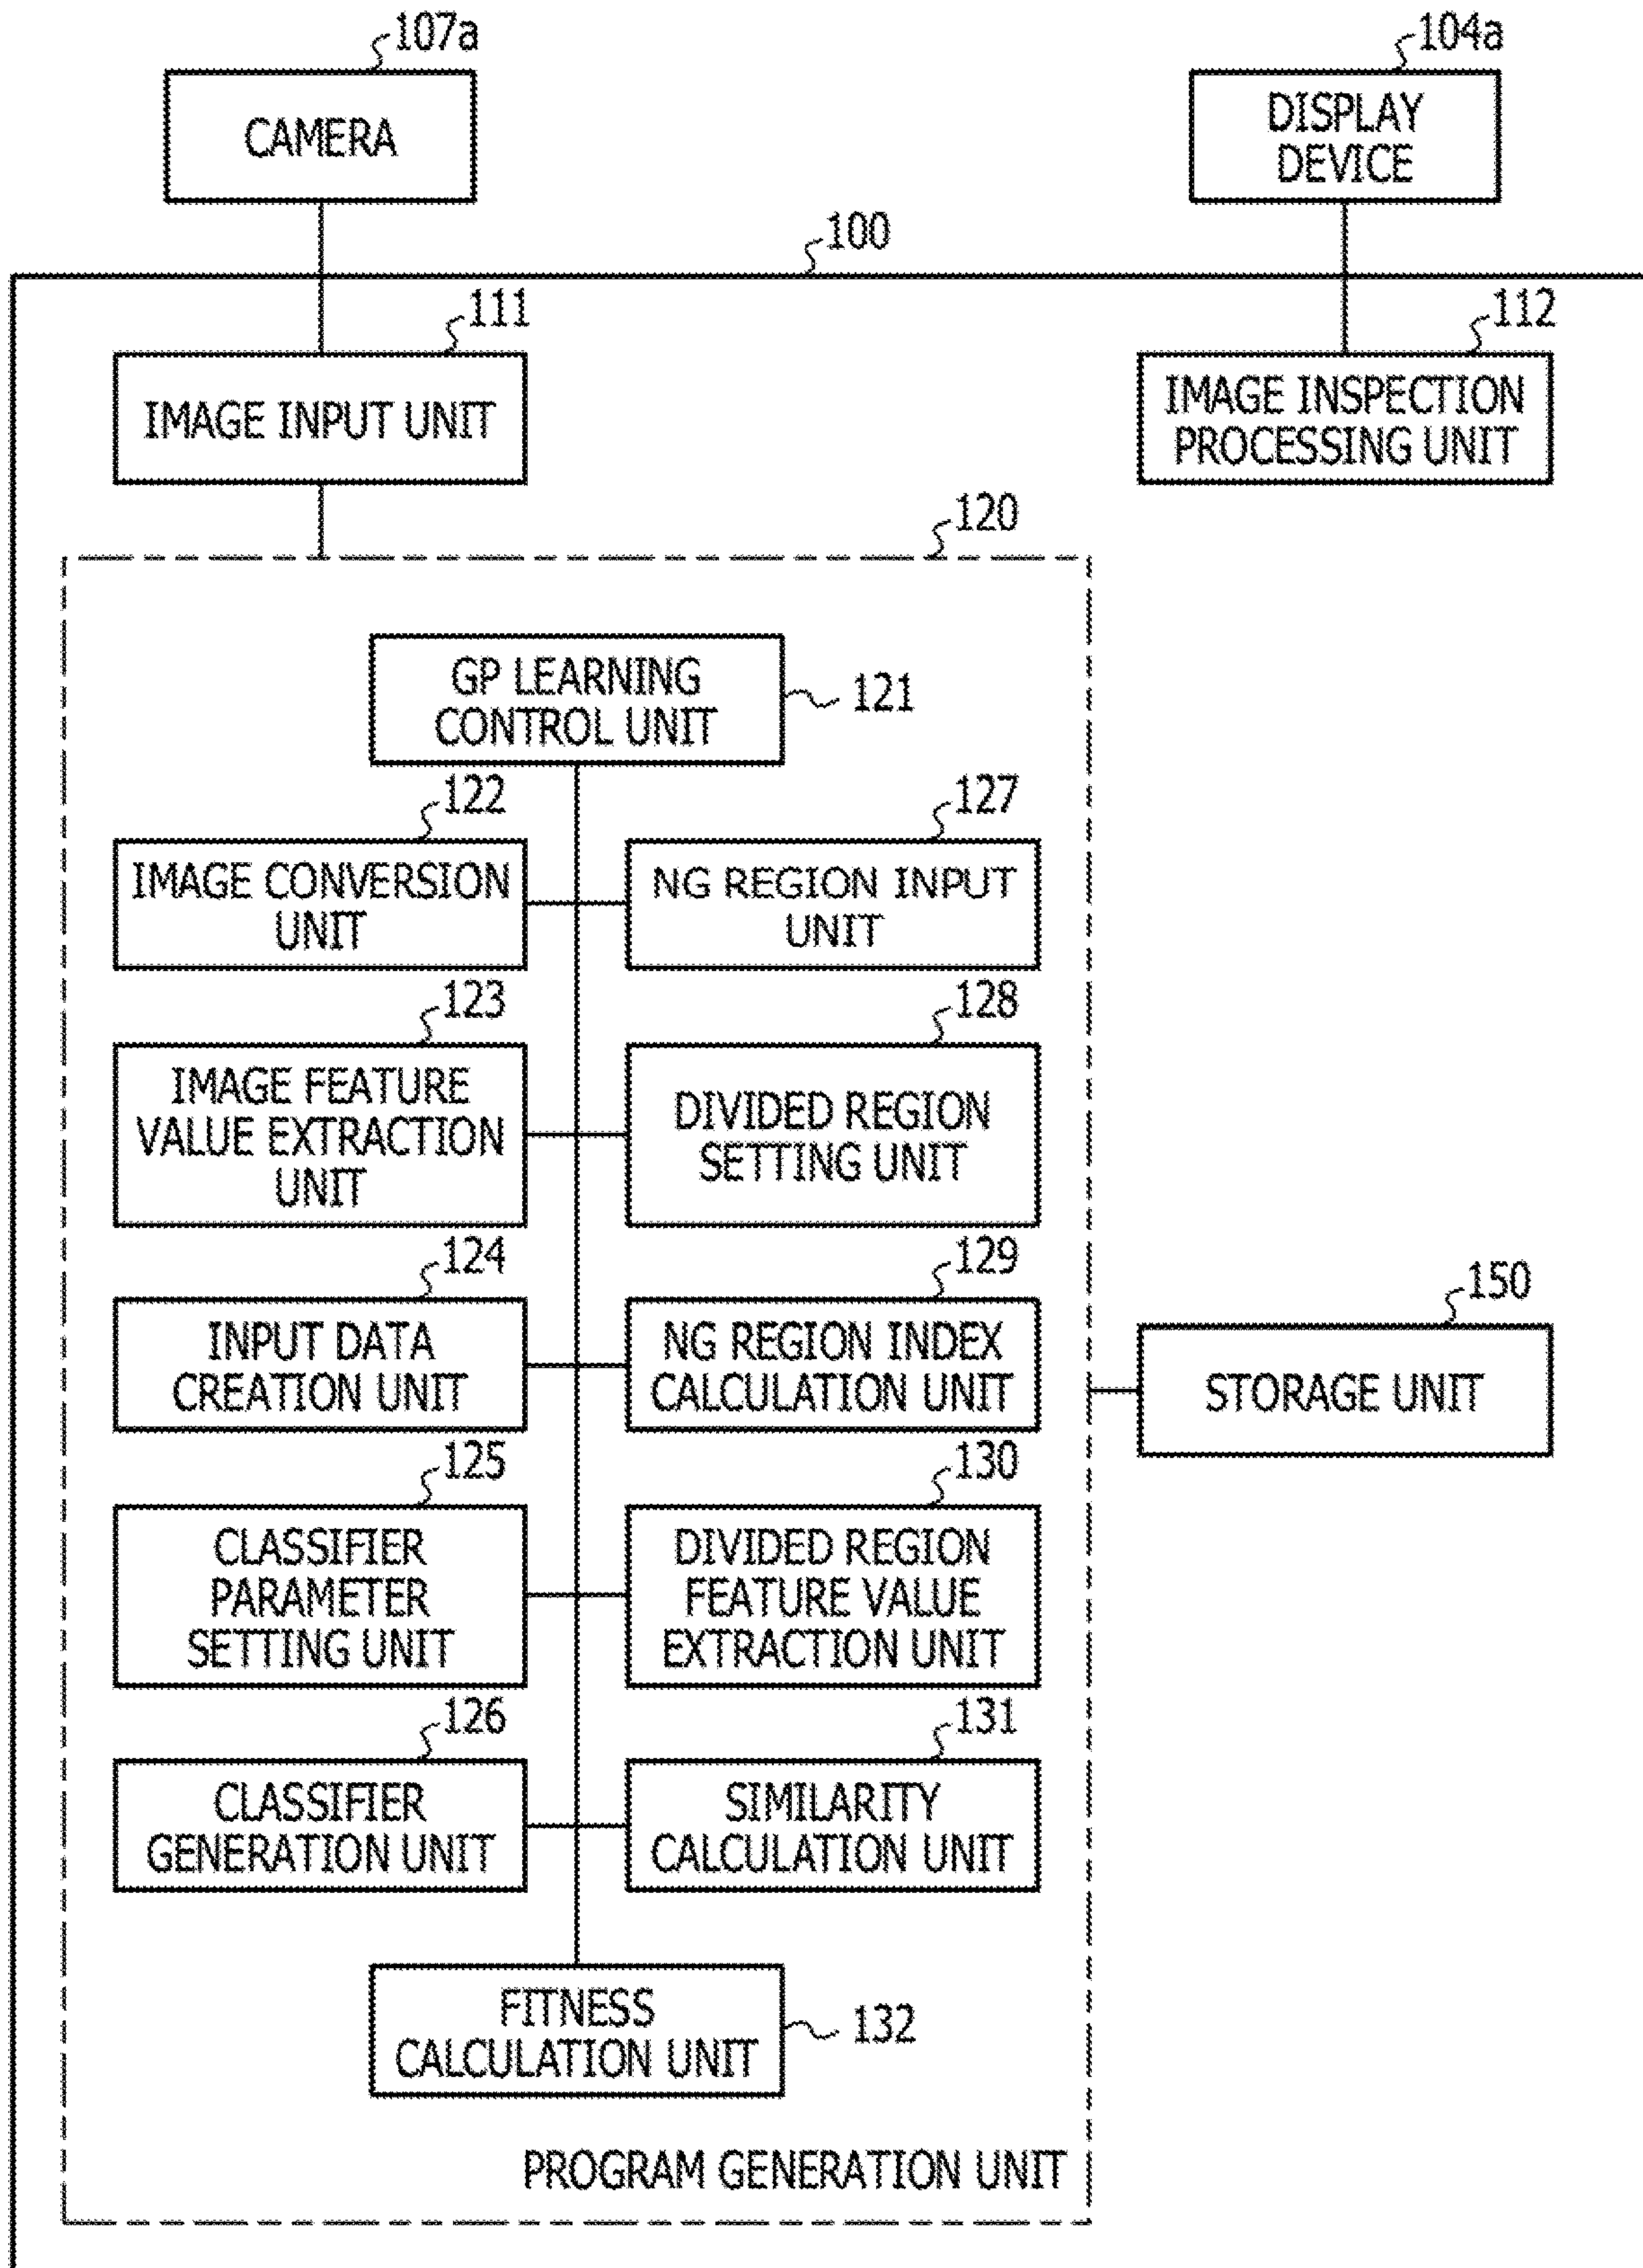 107a
CAMERA
104a
DISPLAY
DEVICE
100
111
IMAGE INPUT UNIT
112
IMAGE INSPECTION
PROCESSING UNIT
120
GP LEARNING
CONTROL UNIT
121
122
IMAGE CONVERSION
UNIT
127
NG REGION INPUT
UNIT
123
IMAGE FEATURE
VALUE EXTRACTION
UNIT
128
DIVIDED REGION
SETTING UNIT
124
INPUT DATA
CREATION UNIT
129
NG REGION INDEX
CALCULATION UNIT
150
STORAGE UNIT
125
CLASSIFIER
PARAMETER
SETTING UNIT
130
DIVIDED REGION
FEATURE VALUE
EXTRACTION UNIT
126
CLASSIFIER
GENERATION UNIT
131
SIMILARITY
CALCULATION UNIT
FITNESS
CALCULATION UNIT
132
PROGRAM GENERATION UNIT